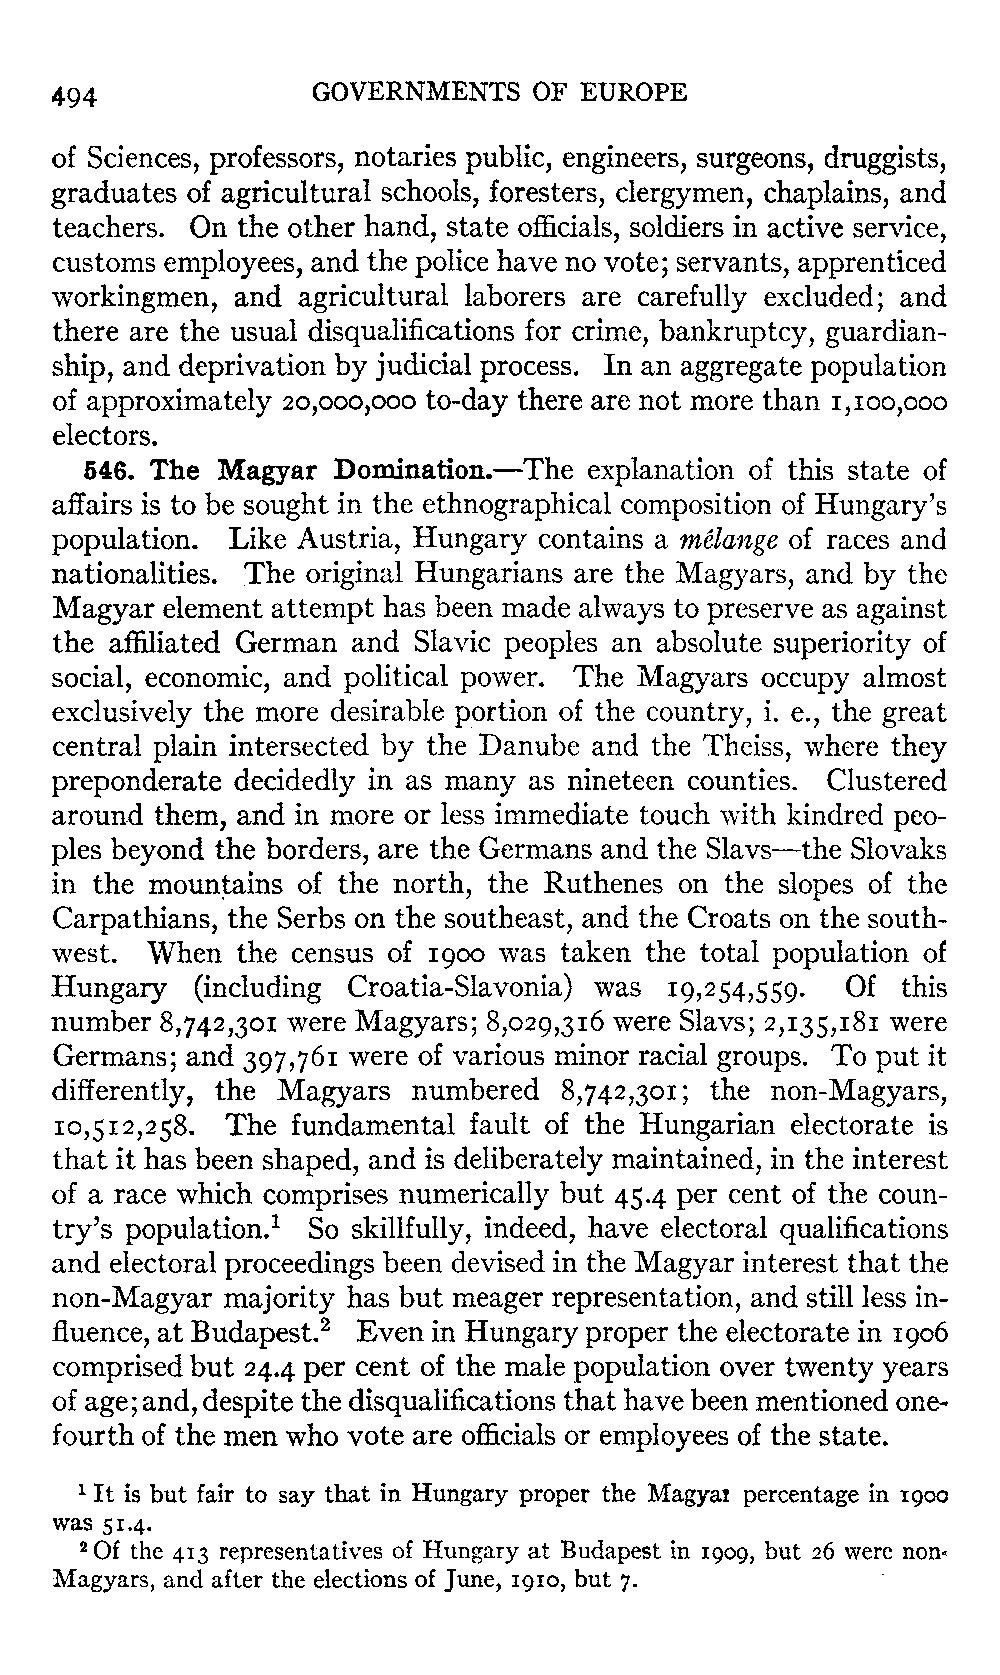 494 GOVERNMENTS OF EUROPE
of Sciences, professors, notaries public, engineers, surgeons, druggists,
graduates of agricultural schools, foresters, clergymen, chaplains, and
teachers. On the other hand, state officials, soldiers in active service,
customs employees, and the police have no vote; servants, apprenticed
workingmen, and agricultural laborers are carefully excluded; and
there are the usual disqualifications for crime, bankruptcy, guardian-
ship, and deprivation by judicial process. In an aggregate population
of approximately 20,000,000 to-day there are not more than 1,100,000
electors.
546. The Magyar Domination.—The explanation of this state of
affairs is to be sought in the ethnographical composition of Hungary's
population. Like Austria, Hungary contains a mélange of races and
nationalities. The original Hungarians are the Magyars, and by the
Magyar element attempt has been made always to preserve as against
the affiliated German and Slavic peoples an absolute superiority of
social, economic, and political power. The Magyars occupy almost
exclusively the more desirable portion of the country, i. e., the great
central plain intersected by the Danube and the Theiss, where they
preponderate decidedly in as many as nineteen counties. Clustered
around them, and in more or less immediate touch with kindred peo-
ples beyond the borders, are the Germans and the Slavs—the Slovaks
in the mountains of the north, the Ruthenes on the slopes of the
Carpathians, the Serbs on the southeast, and the Croats on the south-
west. When the census of 1900 was taken the total population of
Hungary (including Croatia-Slavonia) was 19,254,559. Of this
number 8,742,301 were Magyars; 8,029,316 were Slavs; 2,135,181 were
Germans; and 397,761 were of various minor racial groups. To put it
differently, the Magyars numbered 8,742,301; the non-Magyars,
10,512,258. The fundamental fault of the Hungarian electorate is
that it has been shaped, and is deliberately maintained, in the interest
of a race which comprises numerically but 45.4 per cent of the coun-
try's population.¹ So skillfully, indeed, have electoral qualifications
and electoral proceedings been devised in the Magyar interest that the
non-Magyar majority has but meager representation, and still less in-
fluence, at Budapest.² Even in Hungary proper the electorate in 1906
comprised but 24.4 per cent of the male population over twenty years
of age; and, despite the disqualifications that have been mentioned one-
fourth of the men who vote are officials or employees of the state.
¹ It is but fair to say that in Hungary proper the Magyar percentage in 1900
was 51.4.
² Of the 413 representatives of Hungary at Budapest in 1909, but 26 were non-
Magyars, and after the elections of June, 1910, but 7.